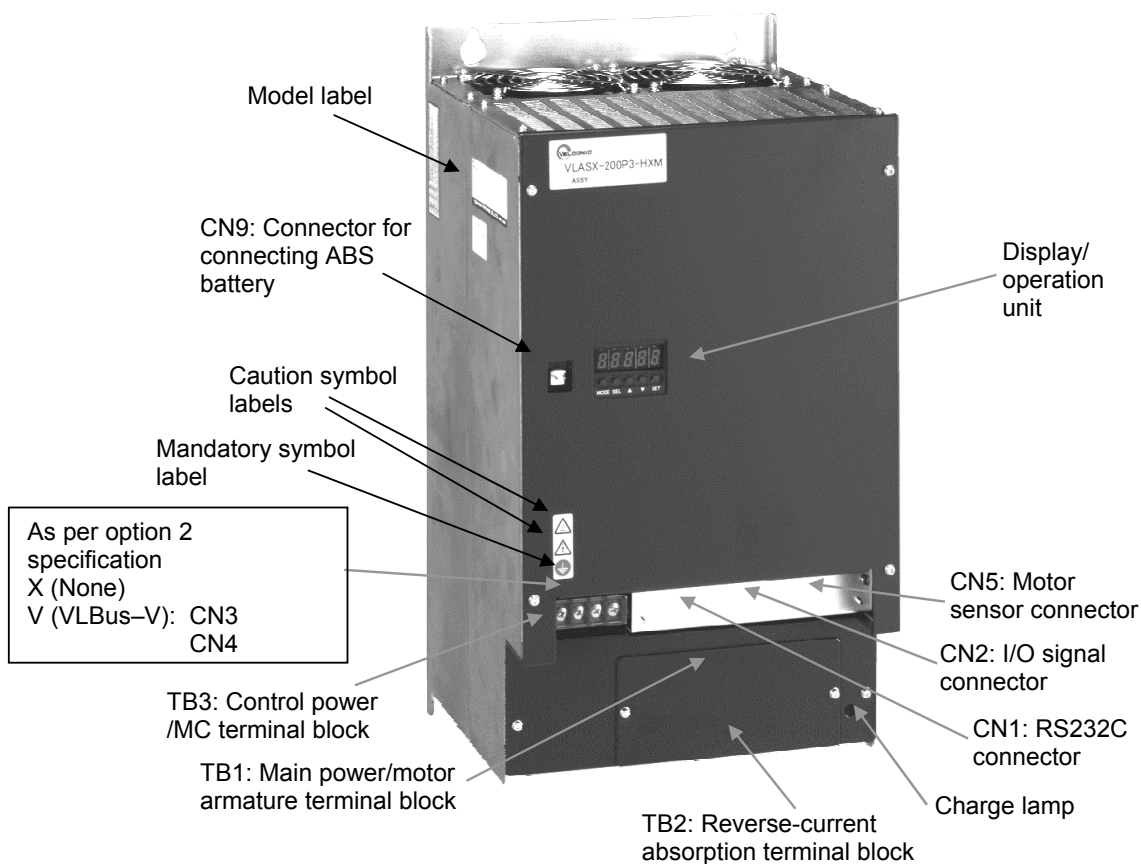 Model label
VELCONIC
VLASX-200P3-HXM
ASSY
CN9: Connector for
connecting ABS
battery
Display/
operation
unit
MODE SEL ▲ ▼ SET
Caution symbol
labels
Mandatory symbol
label
As per option 2
specification
X (None)
V (VLBus–V): CN3
CN4
CN5: Motor
sensor connector
CN2: I/O signal
connector
TB3: Control power
/MC terminal block
CN1: RS232C
connector
TB1: Main power/motor
armature terminal block
Charge lamp
TB2: Reverse-current
absorption terminal block